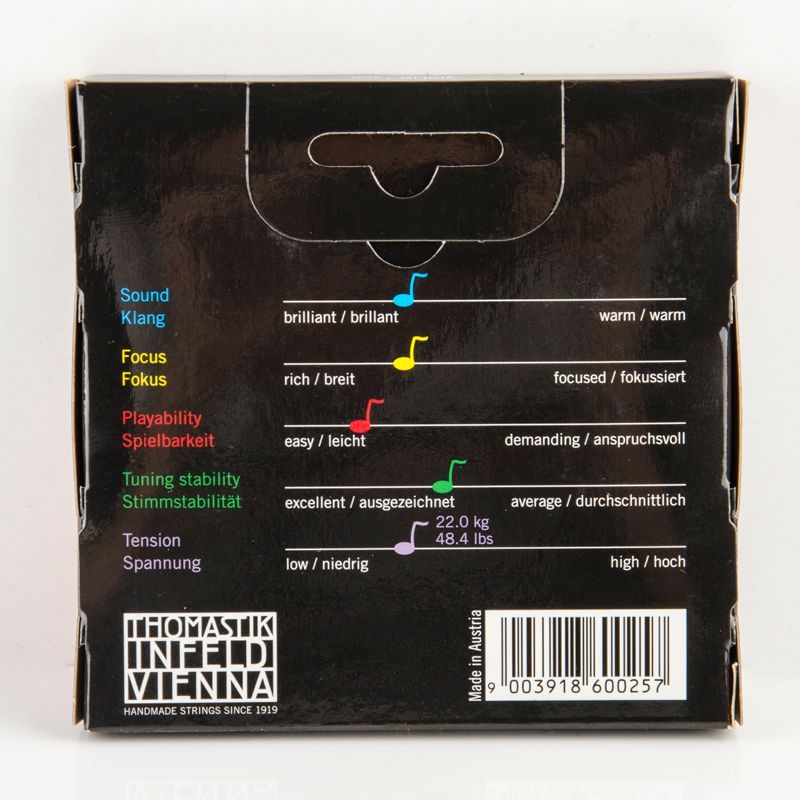 Sound
Klang
brilliant / brillant
warm / warm
Focus
Fokus
rich / breit
focused / fokussiert
Playability
Spielbarkeit
easy / leicht
demanding / anspruchsvoll
Tuning stability
Stimmstabilität
excellent / ausgezeichnet
average / durchschnittlich
Tension
Spannung
22.0 kg
48.4 lbs
low / niedrig
high / hoch
THOMASTIK
INFELD
VIENNA
HANDMADE STRINGS SINCE 1919
Made in Austria
9 003918 600257